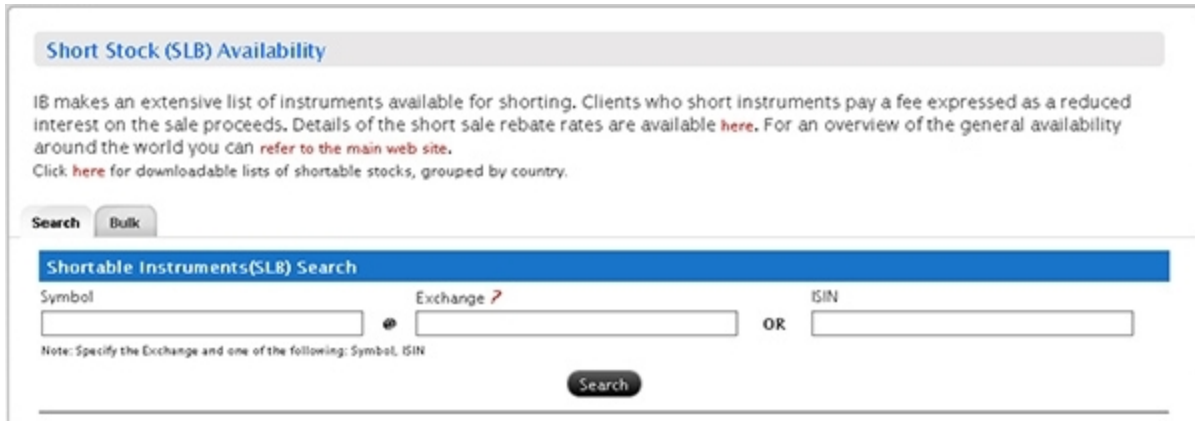 Short Stock (SLB) Availability
IB makes an extensive list of instruments available for shorting. Clients who short instruments pay a fee expressed as a reduced
interest on the sale proceeds. Details of the short sale rebate rates are available here. For an overview of the general availability
around the world you can refer to the main web site.
Click here for downloadable lists of shortable stocks, grouped by country.
Search Bulk
Shortable Instruments(SLB) Search
Symbol Exchange ? ISIN
@ OR
Note: Specify the Exchange and one of the following: Symbol, ISIN
Search